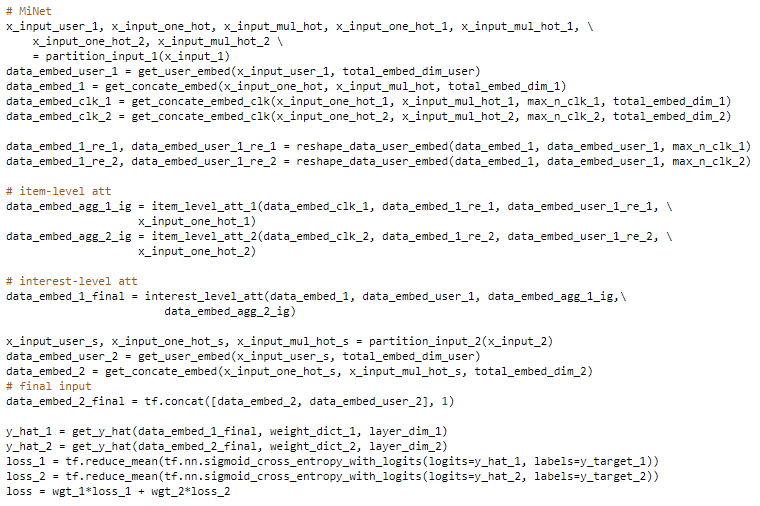 # MiNet
x_input_user_1, x_input_one_hot, x_input_mul_hot, x_input_one_hot_1, x_input_mul_hot_1, \
    x_input_one_hot_2, x_input_mul_hot_2 \
    = partition_input_1(x_input_1)
data_embed_user_1 = get_user_embed(x_input_user_1, total_embed_dim_user)
data_embed_1 = get_concate_embed(x_input_one_hot, x_input_mul_hot, total_embed_dim_1)
data_embed_clk_1 = get_concate_embed_clk(x_input_one_hot_1, x_input_mul_hot_1, max_n_clk_1, total_embed_dim_1)
data_embed_clk_2 = get_concate_embed_clk(x_input_one_hot_2, x_input_mul_hot_2, max_n_clk_2, total_embed_dim_2)

data_embed_1_re_1, data_embed_user_1_re_1 = reshape_data_user_embed(data_embed_1, data_embed_user_1, max_n_clk_1)
data_embed_1_re_2, data_embed_user_1_re_2 = reshape_data_user_embed(data_embed_1, data_embed_user_1, max_n_clk_2)

# item-level att
data_embed_agg_1_ig = item_level_att_1(data_embed_clk_1, data_embed_1_re_1, data_embed_user_1_re_1, \
                    x_input_one_hot_1)
data_embed_agg_2_ig = item_level_att_2(data_embed_clk_2, data_embed_1_re_2, data_embed_user_1_re_2, \
                    x_input_one_hot_2)

# interest-level att
data_embed_1_final = interest_level_att(data_embed_1, data_embed_user_1, data_embed_agg_1_ig,\
                        data_embed_agg_2_ig)

x_input_user_s, x_input_one_hot_s, x_input_mul_hot_s = partition_input_2(x_input_2)
data_embed_user_2 = get_user_embed(x_input_user_s, total_embed_dim_user)
data_embed_2 = get_concate_embed(x_input_one_hot_s, x_input_mul_hot_s, total_embed_dim_2)
# final input
data_embed_2_final = tf.concat([data_embed_2, data_embed_user_2], 1)

y_hat_1 = get_y_hat(data_embed_1_final, weight_dict_1, layer_dim_1)
y_hat_2 = get_y_hat(data_embed_2_final, weight_dict_2, layer_dim_2)
loss_1 = tf.reduce_mean(tf.nn.sigmoid_cross_entropy_with_logits(logits=y_hat_1, labels=y_target_1))
loss_2 = tf.reduce_mean(tf.nn.sigmoid_cross_entropy_with_logits(logits=y_hat_2, labels=y_target_2))
loss = wgt_1*loss_1 + wgt_2*loss_2